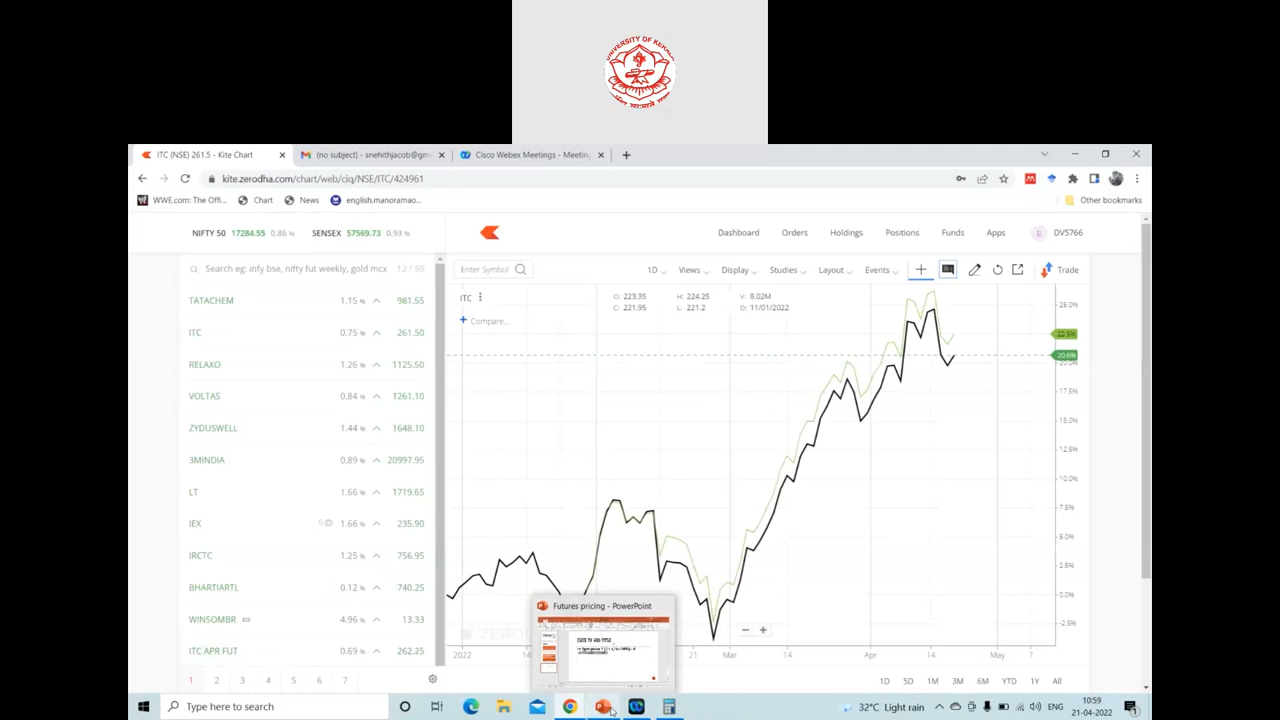 ITC (NSE) 261.5 - Kite Chart
(no subject) - snehithjacob@gm
Cisco Webex Meetings - Meetin
kite.zerodha.com/chart/web/ciq/NSE/ITC/424961
WWE.com: The Offi... Chart News english.manoramao... Other bookmarks
NIFTY 50 17284.55 0.86 % SENSEX 57569.73 0.93 %
Dashboard Orders Holdings Positions Funds Apps DV5766
Search eg: infy bse, nifty fut weekly, gold mcx 12 / 50
Enter Symbol 1D Views Display Studies Layout Events Trade
TATACHEM 1.15 % 981.55
ITC 0.75 % 261.50
RELAXO 1.26 % 1125.50
VOLTAS 0.84 % 1261.10
ZYDUSWELL 1.44 % 1648.10
3MINDIA 0.89 % 20997.95
LT 1.66 % 1719.65
IEX 1.66 % 235.90
IRCTC 1.25 % 756.95
BHARTIARTL 0.12 % 740.25
WINSOMBR 4.96 % 13.33
ITC APR FUT 0.69 % 262.25
1 2 3 4 5 6 7
ITC
O: 223.35 H: 224.25 V: 8.02M
C: 221.95 L: 221.2 D: 11/01/2022
+ Compare...
25.0%
22.5%
20.6%
17.5%
15.0%
12.5%
10.0%
7.5%
5.0%
2.5%
0.0%
-2.5%
2022 14 21 Mar 14 Apr 14 May 7
1D 5D 1M 3M 6M YTD 1Y All
Futures pricing - PowerPoint
CLICK TO ADD TITLE
Type here to search
32°C Light rain
ENG
10:59
21-04-2022